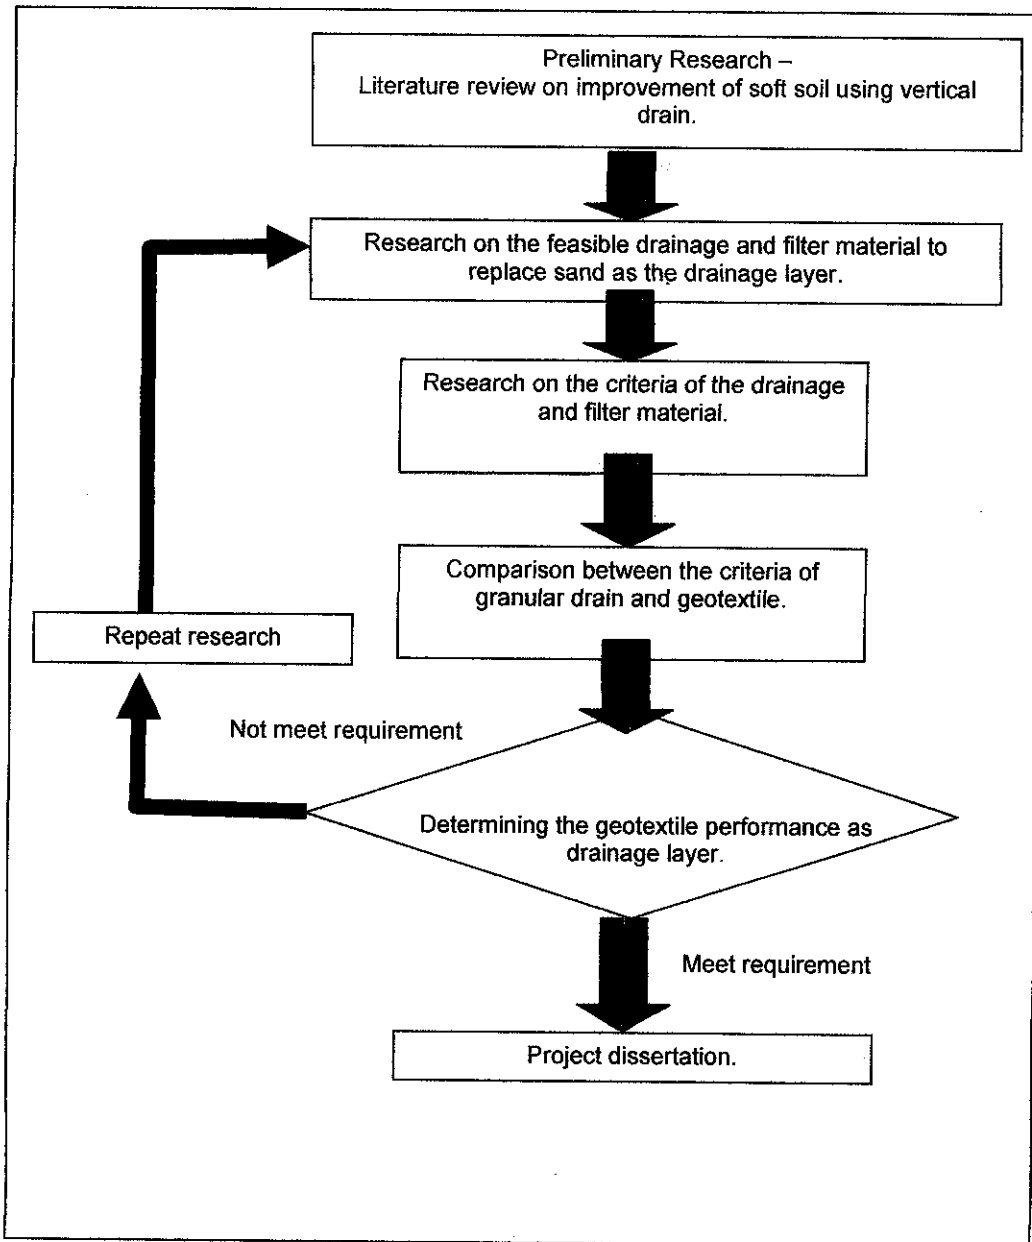 Preliminary Research –
Literature review on improvement of soft soil using vertical
drain.
Research on the feasible drainage and filter material to
replace sand as the drainage layer.
Research on the criteria of the drainage
and filter material.
Comparison between the criteria of
granular drain and geotextile.
Repeat research
Not meet requirement
Determining the geotextile performance as
drainage layer.
Meet requirement
Project dissertation.